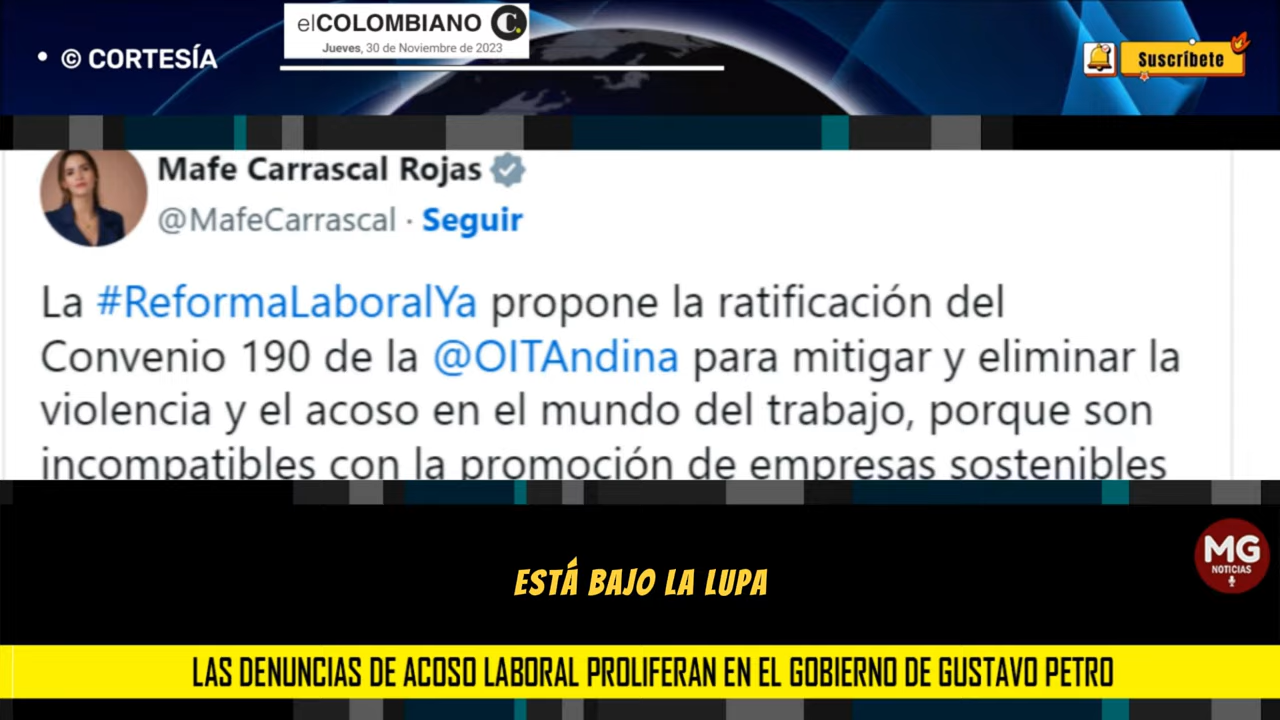 elCOLOMBIANO C.
Jueves, 30 de Noviembre de 2023
• © CORTESÍA
Suscríbete
Mafe Carrascal Rojas
@MafeCarrascal · Seguir
La #ReformaLaboralYa propone la ratificación del
Convenio 190 de la @OITAndina para mitigar y eliminar la
violencia y el acoso en el mundo del trabajo, porque son
incompatibles con la promoción de empresas sostenibles
MG
NOTICIAS
ESTÁ BAJO LA LUPA
LAS DENUNCIAS DE ACOSO LABORAL PROLIFERAN EN EL GOBIERNO DE GUSTAVO PETRO